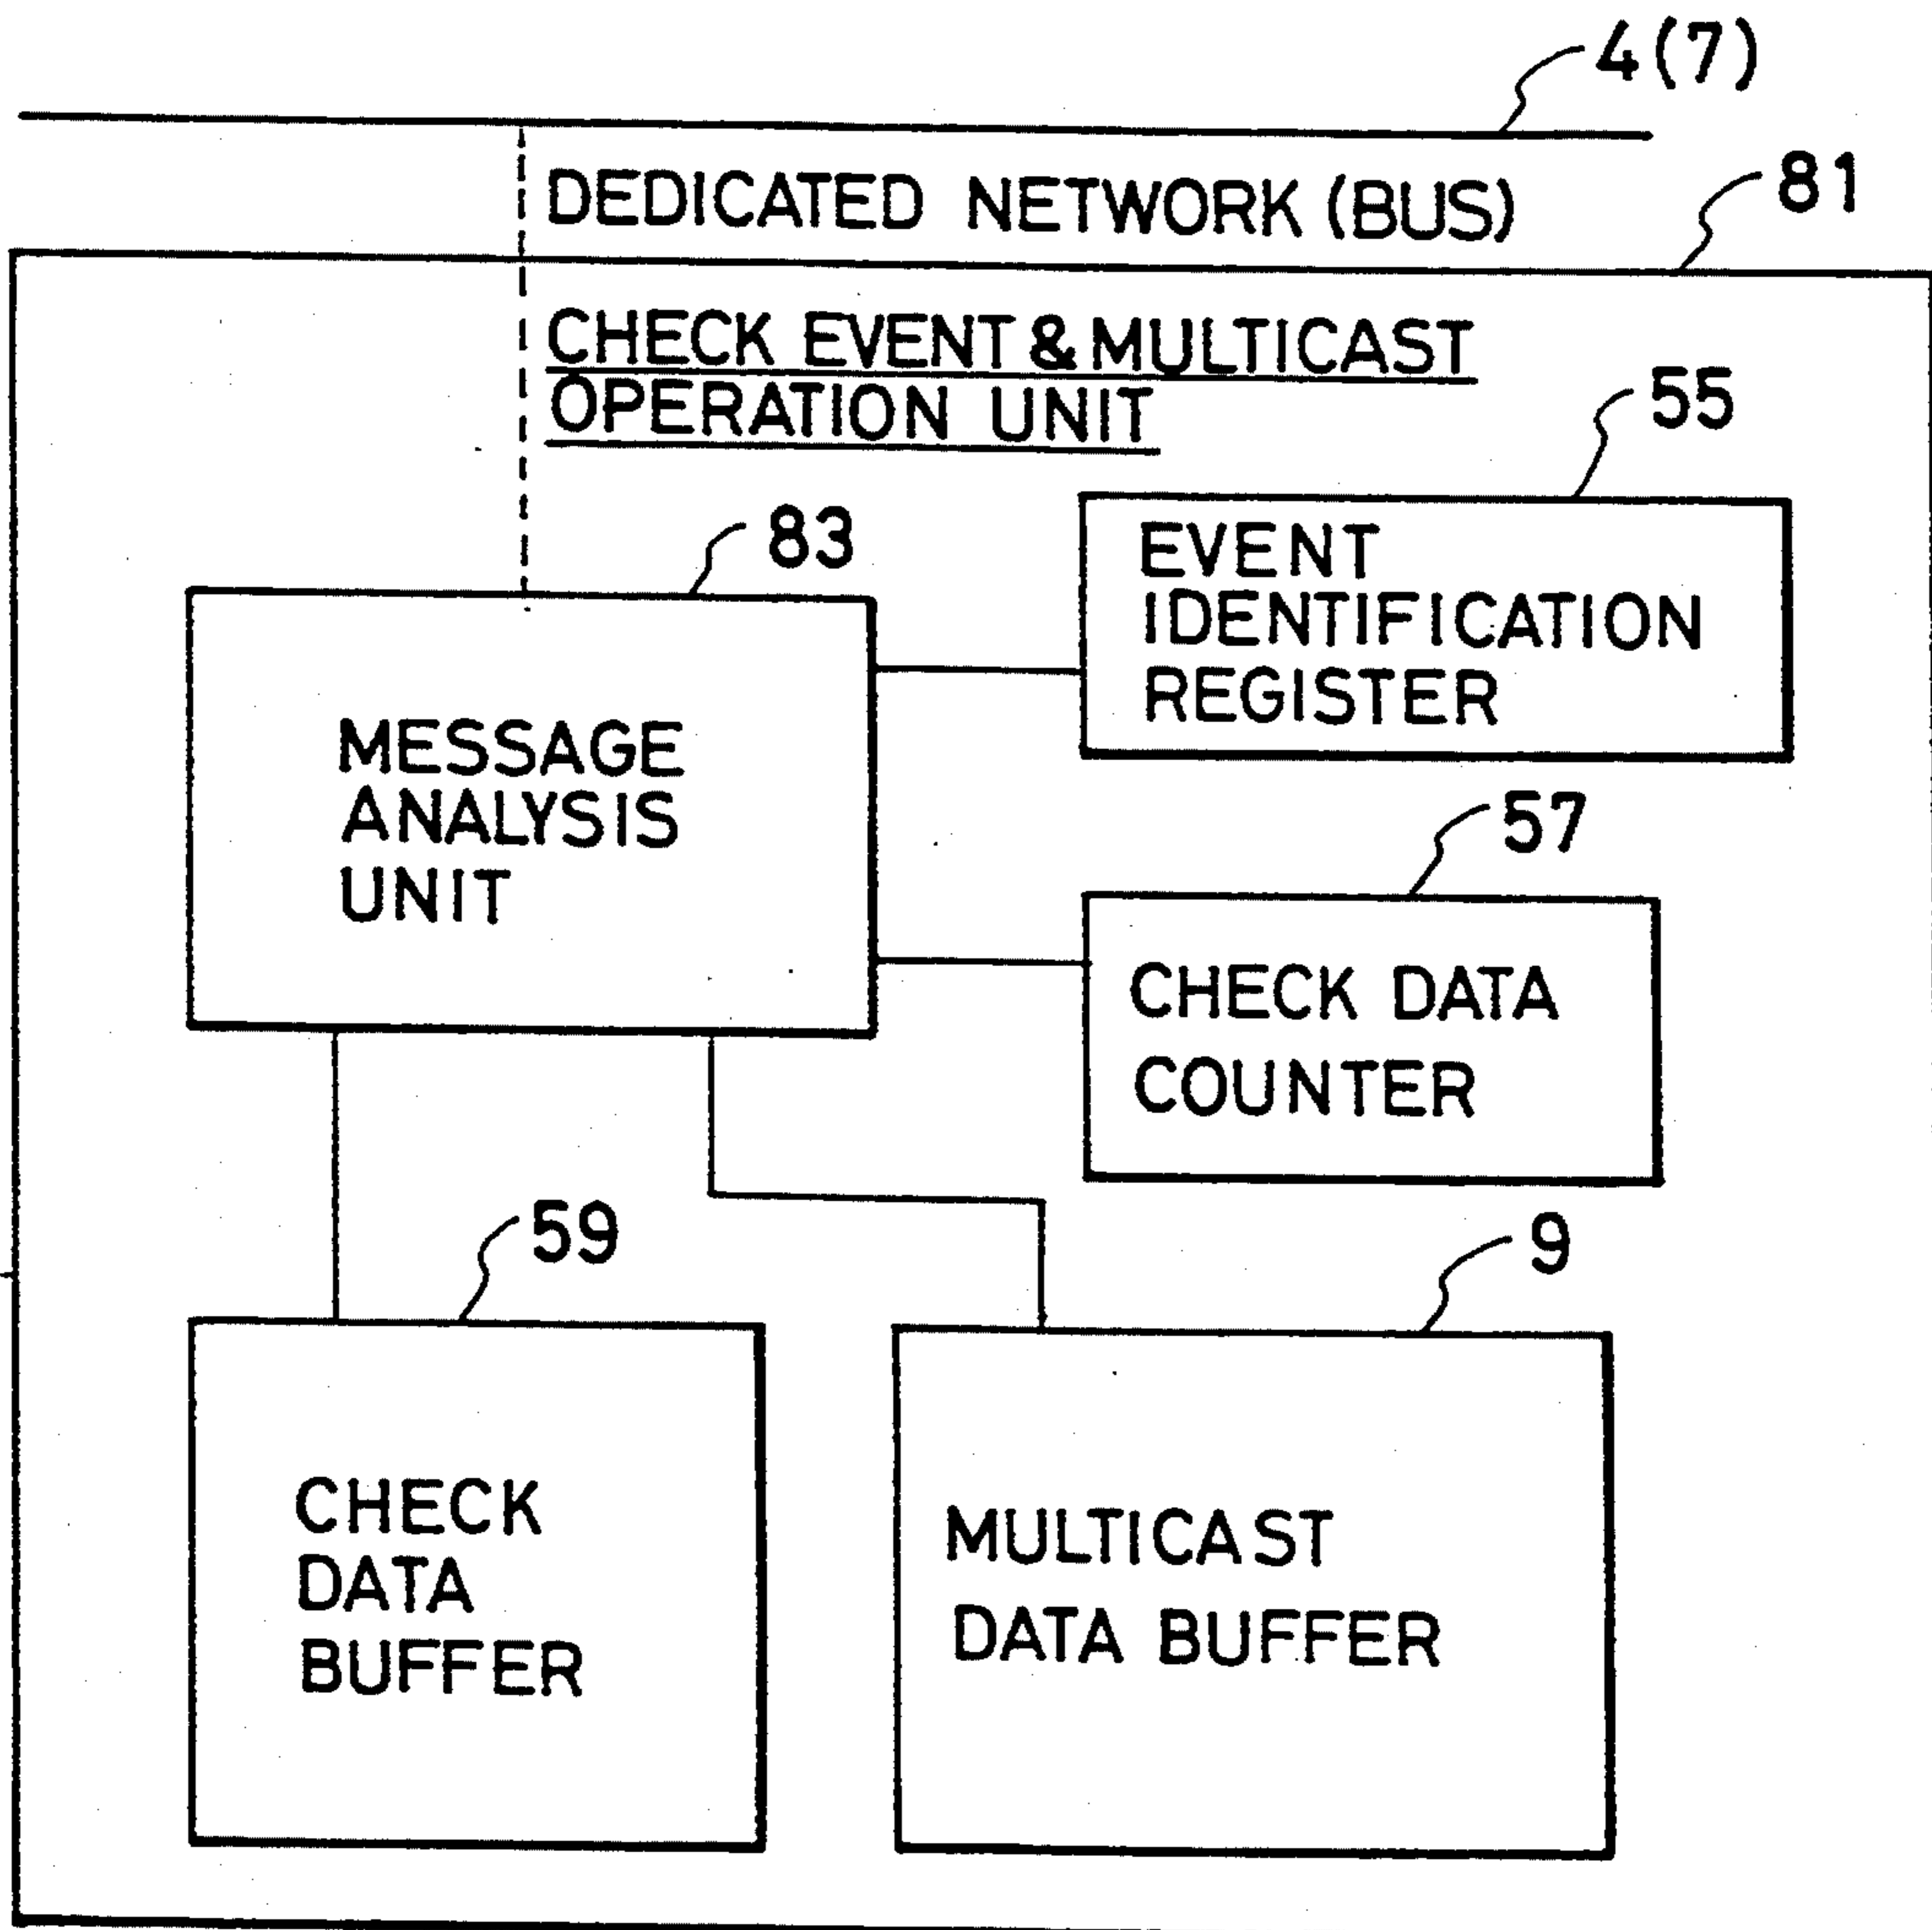 4(7)
DEDICATED NETWORK (BUS)
81
CHECK EVENT & MULTICAST
OPERATION UNIT
55
83
EVENT
IDENTIFICATION
REGISTER
MESSAGE
ANALYSIS
UNIT
57
CHECK DATA
COUNTER
59
9
CHECK
DATA
BUFFER
MULTICAST
DATA BUFFER